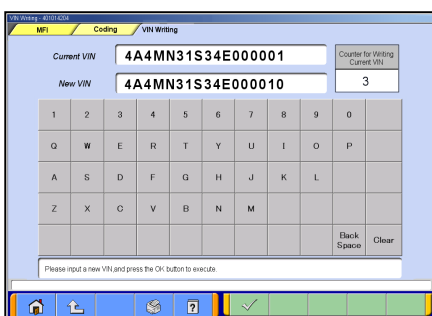 VIN Writing - 401014204
MFI Coding VIN Writing
Current VIN 4A4MN31S34E000001 Counter for Writing
Current VIN
New VIN 4A4MN31S34E000010 3
1 2 3 4 5 6 7 8 9 0
Q W E R T Y U I O P
A S D F G H J K L
Z X C V B N M
Back
Space Clear
Please input a new VIN,and press the OK button to execute.
?